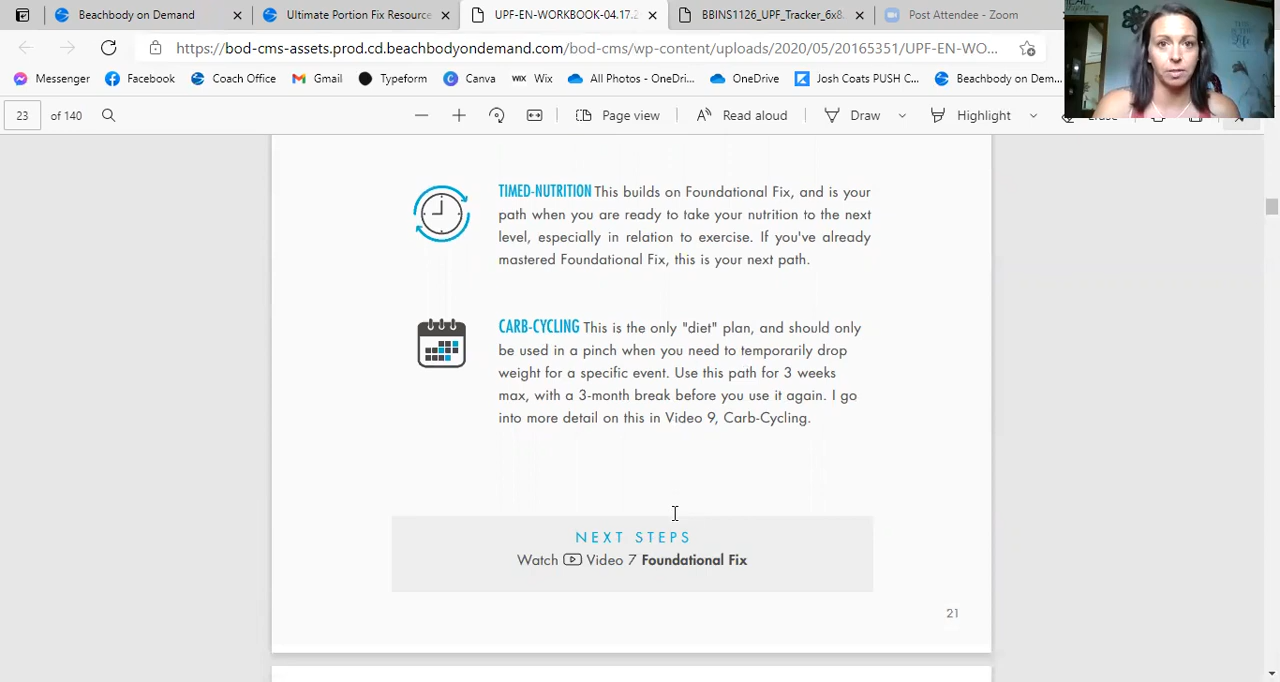 Beachbody on Demand
Ultimate Portion Fix Resource
UPF-EN-WORKBOOK-04.17.2
BBINS1126_UPF_Tracker_6x8.
Post Attendee - Zoom
https://bod-cms-assets.prod.cd.beachbodyondemand.com/bod-cms/wp-content/uploads/2020/05/20165351/UPF-EN-WO...
Messenger
Facebook
Coach Office
Gmail
Typeform
Canva
WIX Wix
All Photos - OneDri...
OneDrive
Josh Coats PUSH C...
Beachbody on Dem...
23 of 140
Page view
Read aloud
Draw
Highlight
TIMED-NUTRITION This builds on Foundational Fix, and is your
path when you are ready to take your nutrition to the next
level, especially in relation to exercise. If you've already
mastered Foundational Fix, this is your next path.
CARB-CYCLING This is the only "diet" plan, and should only
be used in a pinch when you need to temporarily drop
weight for a specific event. Use this path for 3 weeks
max, with a 3-month break before you use it again. I go
into more detail on this in Video 9, Carb-Cycling.
NEXT STEPS
Watch Video 7 Foundational Fix
21